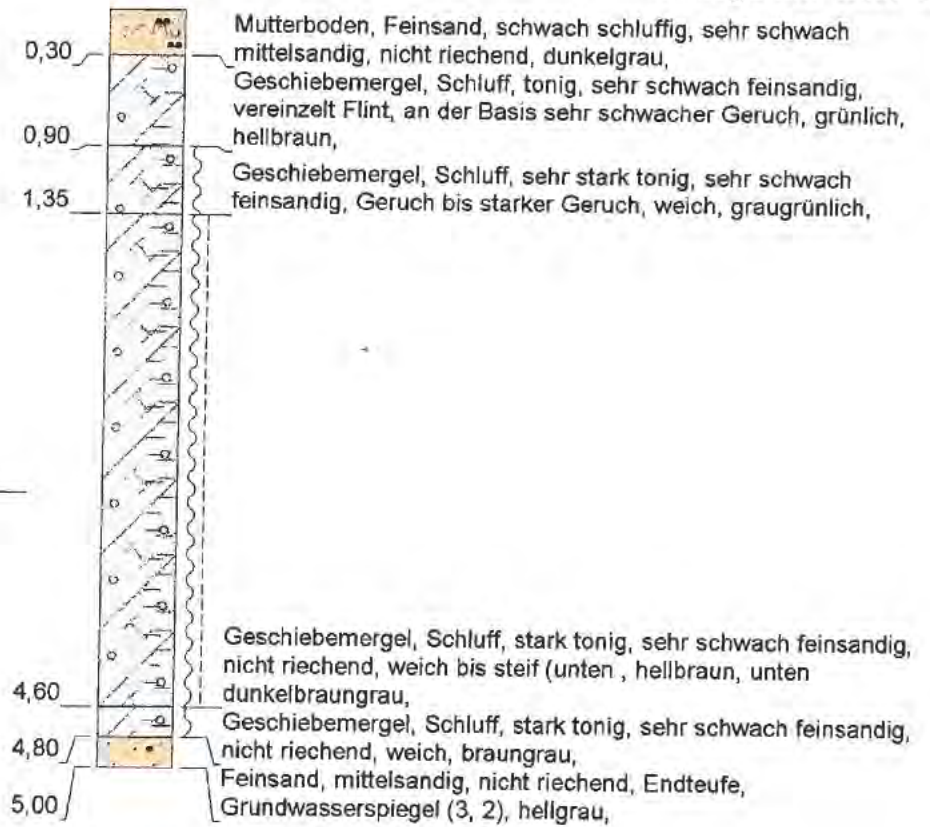 Mutterboden, Feinsand, schwach schluffig, sehr schwach
0,30 mittelsandig, nicht riechend, dunkelgrau,
Geschiebemergel, Schluff, tonig, sehr schwach feinsandig,
vereinzelt Flint, an der Basis sehr schwacher Geruch, grünlich,
0,90 hellbraun,
Geschiebemergel, Schluff, sehr stark tonig, sehr schwach
1,35 feinsandig, Geruch bis starker Geruch, weich, graugrünlich,
Geschiebemergel, Schluff, stark tonig, sehr schwach feinsandig,
nicht riechend, weich bis steif (unten , hellbraun, unten
4,60 dunkelbraungrau,
Geschiebemergel, Schluff, stark tonig, sehr schwach feinsandig,
4,80 nicht riechend, weich, braungrau,
Feinsand, mittelsandig, nicht riechend, Endteufe,
5,00 Grundwasserspiegel (3, 2), hellgrau,